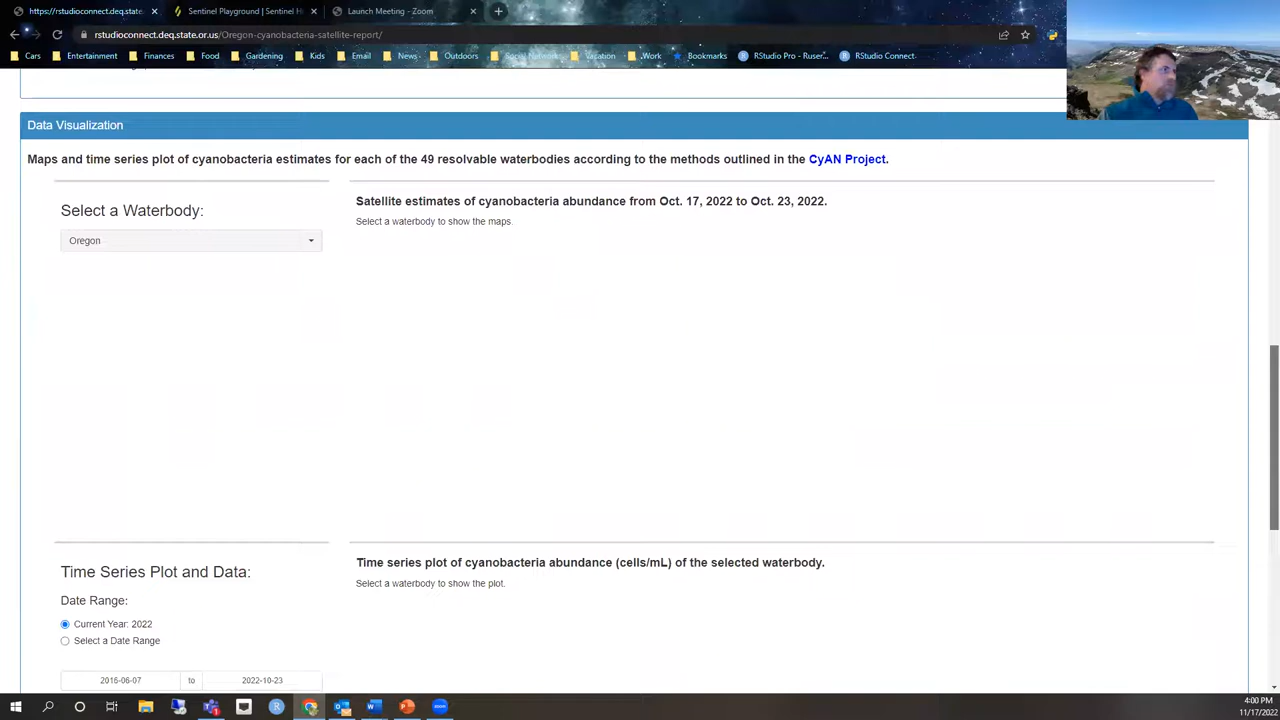 https://rstudioconnect.deq.state.
Sentinel Playground | Sentinel H
Launch Meeting - Zoom
rstudioconnect.deq.state.or.us/Oregon-cyanobacteria-satellite-report/
Cars Entertainment Finances Food Gardening Kids Email News Outdoors Social Networks Vacation Work Bookmarks RStudio Pro - Ruser... RStudio Connect
Data Visualization
Maps and time series plot of cyanobacteria estimates for each of the 49 resolvable waterbodies according to the methods outlined in the CyAN Project.
Select a Waterbody:
Oregon
Satellite estimates of cyanobacteria abundance from Oct. 17, 2022 to Oct. 23, 2022.
Select a waterbody to show the maps.
Time Series Plot and Data:
Date Range:
Current Year: 2022
Select a Date Range
2016-06-07 to 2022-10-23
Time series plot of cyanobacteria abundance (cells/mL) of the selected waterbody.
Select a waterbody to show the plot.
4:00 PM
11/17/2022